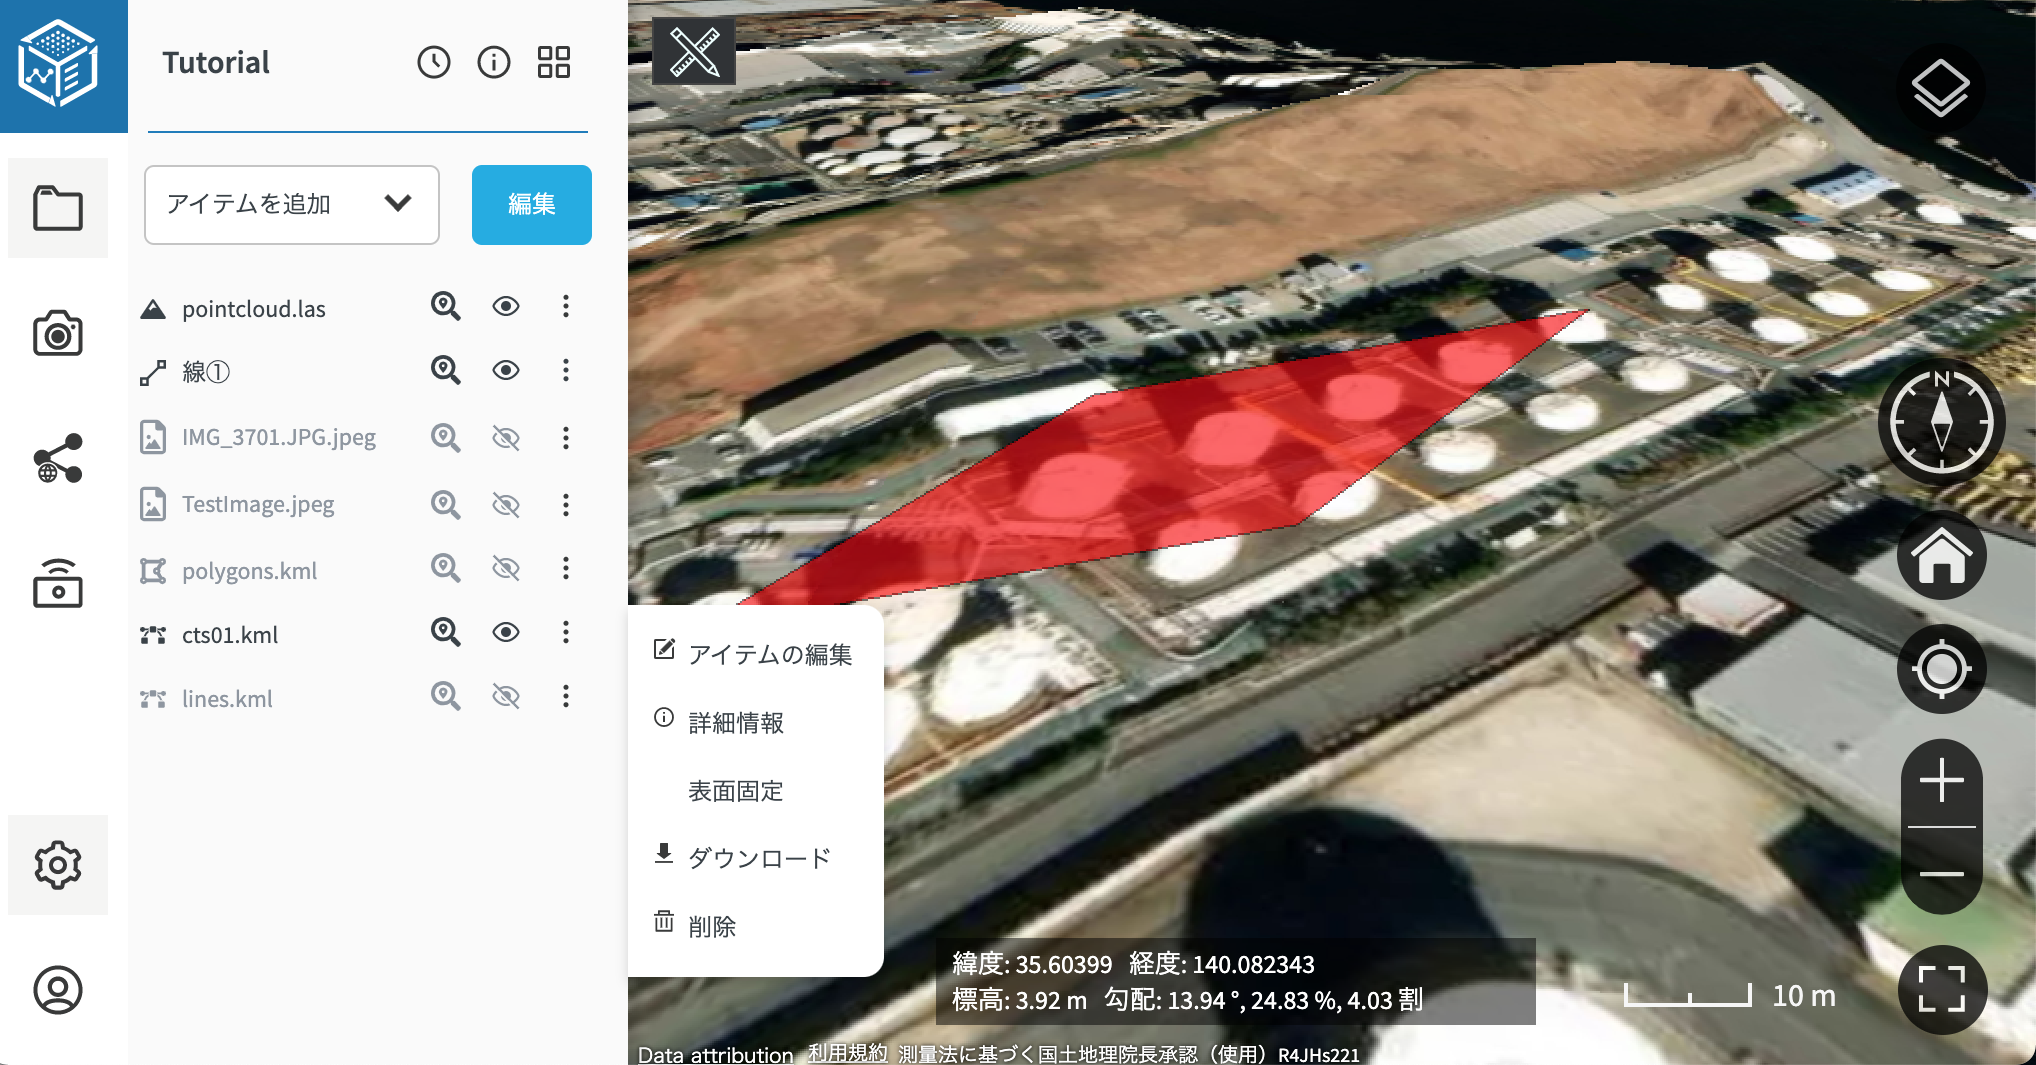 Tutorial
アイテムを追加
編集
pointcloud.las
線①
IMG_3701.JPG.jpeg
TestImage.jpeg
polygons.kml
cts01.kml
lines.kml
アイテムの編集
詳細情報
表面固定
ダウンロード
削除
N
緯度: 35.60399 経度: 140.082343
標高: 3.92 m 勾配: 13.94 °, 24.83 %, 4.03 割
10 m
Data attribution 利用規約 測量法に基づく国土地理院長承認（使用）R4JHs221